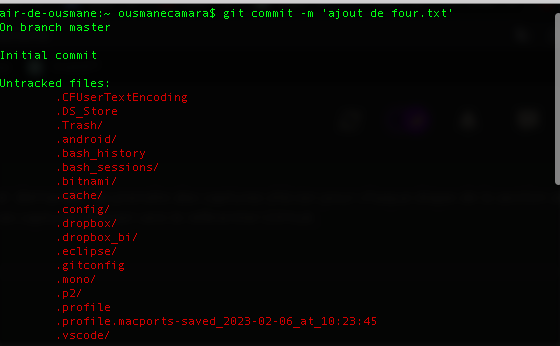 air-de-ousmane:~ ousmanecamara$ git commit -m 'ajout de four.txt'
On branch master
Initial commit
Untracked files:
.CFUserTextEncoding
.DS_Store
.Trash/
.android/
.bash_history
.bash_sessions/
.bitnami/
.cache/
.config/
.dropbox/
.dropbox_bi/
.eclipse/
.gitconfig
.mono/
.p2/
.profile
.profile.macports-saved_2023-02-06_at_10:23:45
.vscode/